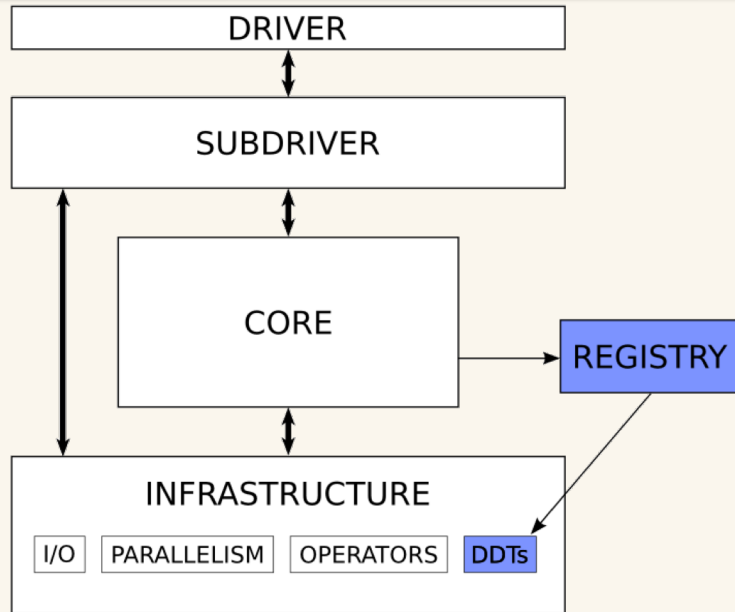 DRIVER
SUBDRIVER
CORE
REGISTRY
INFRASTRUCTURE
I/O
PARALLELISM
OPERATORS
DDTs